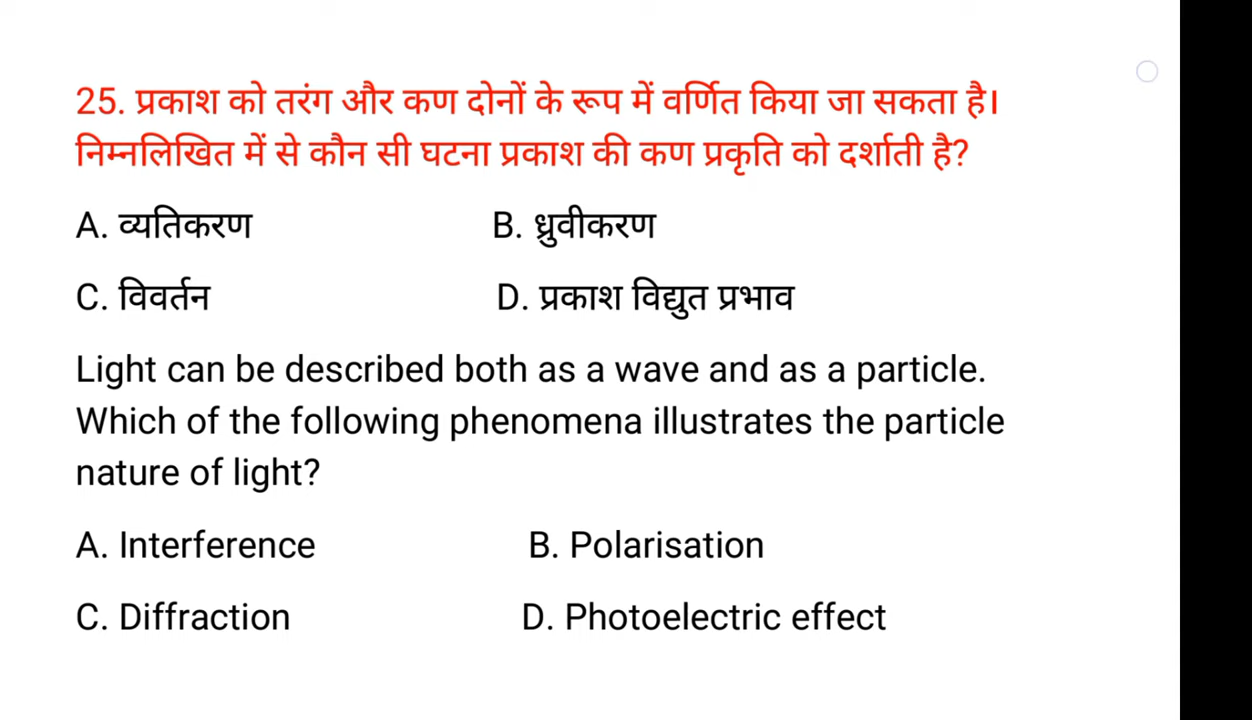 25. प्रकाश को तरंग और कण दोनों के रूप में वर्णित किया जा सकता है।
निम्नलिखित में से कौन सी घटना प्रकाश की कण प्रकृति को दर्शाती है?
A. व्यतिकरण B. ध्रुवीकरण
C. विवर्तन D. प्रकाश विद्युत प्रभाव
Light can be described both as a wave and as a particle.
Which of the following phenomena illustrates the particle
nature of light?
A. Interference B. Polarisation
C. Diffraction D. Photoelectric effect